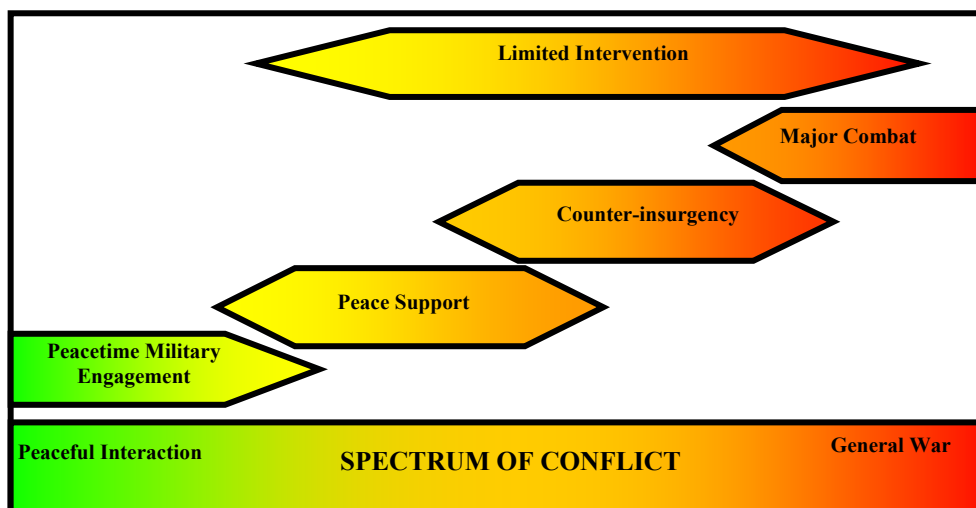 Limited Intervention
Major Combat
Counter-insurgency
Peace Support
Peacetime Military
Engagement
Peaceful Interaction
SPECTRUM OF CONFLICT
General War